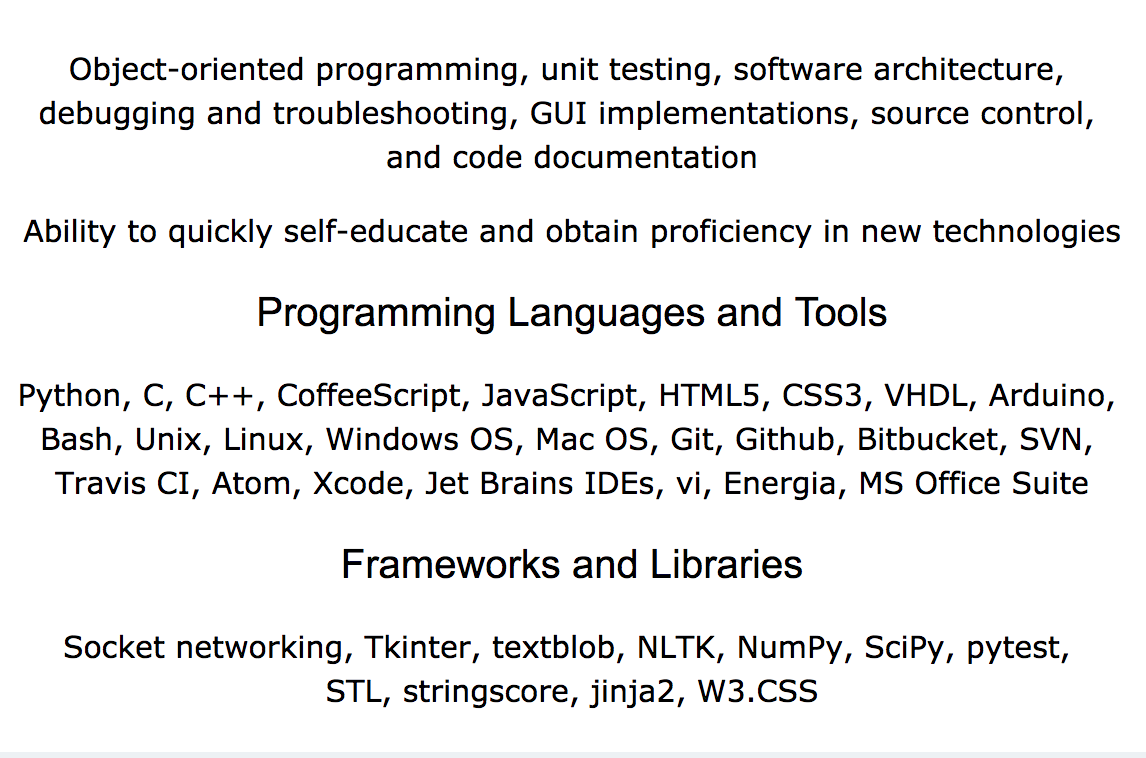 Object-oriented programming, unit testing, software architecture,
debugging and troubleshooting, GUI implementations, source control,
and code documentation
Ability to quickly self-educate and obtain proficiency in new technologies
Programming Languages and Tools
Python, C, C++, CoffeeScript, JavaScript, HTML5, CSS3, VHDL, Arduino,
Bash, Unix, Linux, Windows OS, Mac OS, Git, Github, Bitbucket, SVN,
Travis CI, Atom, Xcode, Jet Brains IDEs, vi, Energia, MS Office Suite
Frameworks and Libraries
Socket networking, Tkinter, textblob, NLTK, NumPy, SciPy, pytest,
STL, stringscore, jinja2, W3.CSS